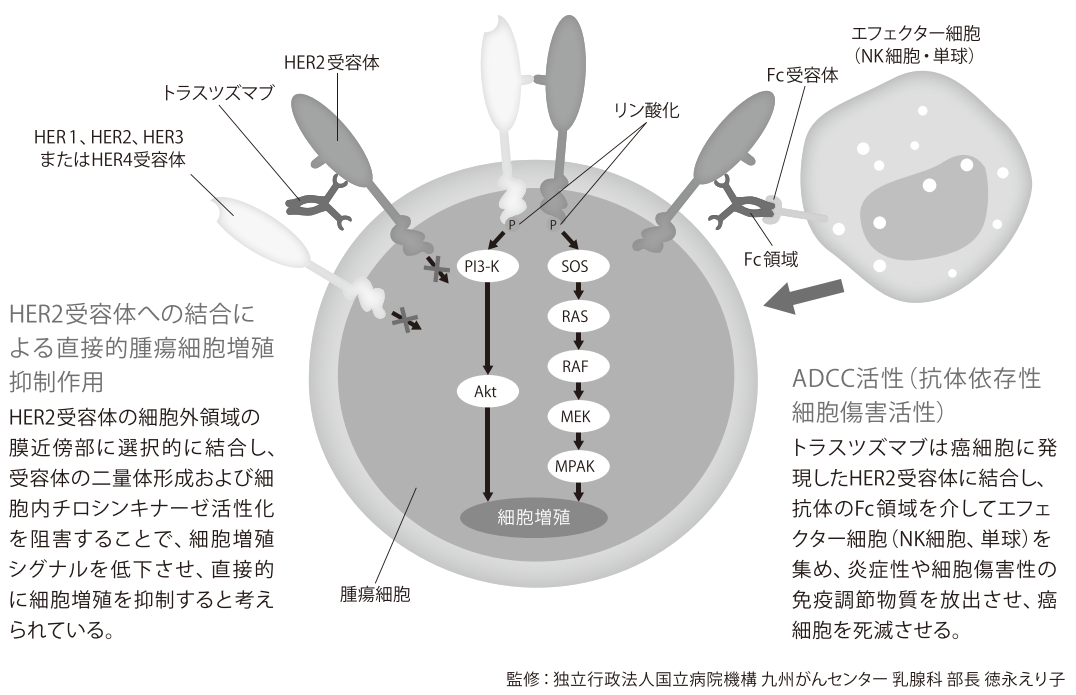 エフェクター細胞
（NK細胞・単球）
HER2受容体
Fc受容体
トラスツズマブ
リン酸化
HER1、HER2、HER3
またはHER4受容体
P
P
Fc領域
PI3-K
SOS
RAS
RAF
Akt
MEK
MPAK
細胞増殖
腫瘍細胞
HER2受容体への結合に
よる直接的腫瘍細胞増殖
抑制作用
HER2受容体の細胞外領域の
膜近傍部に選択的に結合し、
受容体の二量体形成および細
胞内チロシンキナーゼ活性化
を阻害することで、細胞増殖
シグナルを低下させ、直接的
に細胞増殖を抑制すると考え
られている。
ADCC活性（抗体依存性
細胞傷害活性）
トラスツズマブは癌細胞に発
現したHER2受容体に結合し、
抗体のFc領域を介してエフェ
クター細胞（NK細胞、単球）を
集め、炎症性や細胞傷害性の
免疫調節物質を放出させ、癌
細胞を死滅させる。
監修：独立行政法人国立病院機構 九州がんセンター 乳腺科 部長 徳永えり子